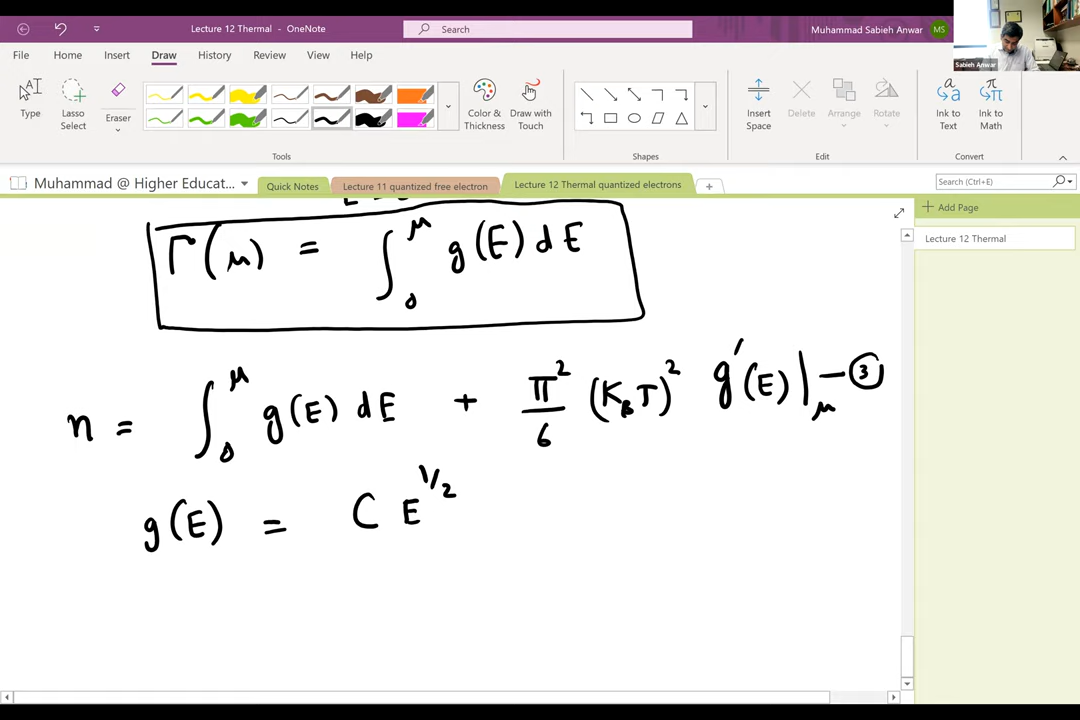 Lecture 12 Thermal - OneNote
Search
Muhammad Sabieh Anwar
MS
Sabieh Anwar
File Home Insert Draw History Review View Help
Type
Lasso Select
Eraser
Color & Thickness
Draw with Touch
Insert Space
Delete
Arrange
Rotate
Ink to Text
Ink to Math
Tools
Shapes
Edit
Convert
Muhammad @ Higher Educat...
Quick Notes
Lecture 11 quantized free electron
Lecture 12 Thermal quantized electrons
Search (Ctrl+E)
Add Page
Lecture 12 Thermal
Γ(μ) = ∫₀^μ g(E) dE
n = ∫₀^μ g(E) dE + π²/6 (K_B T)² g′(E)|_μ — ③
g(E) = C E^1/2